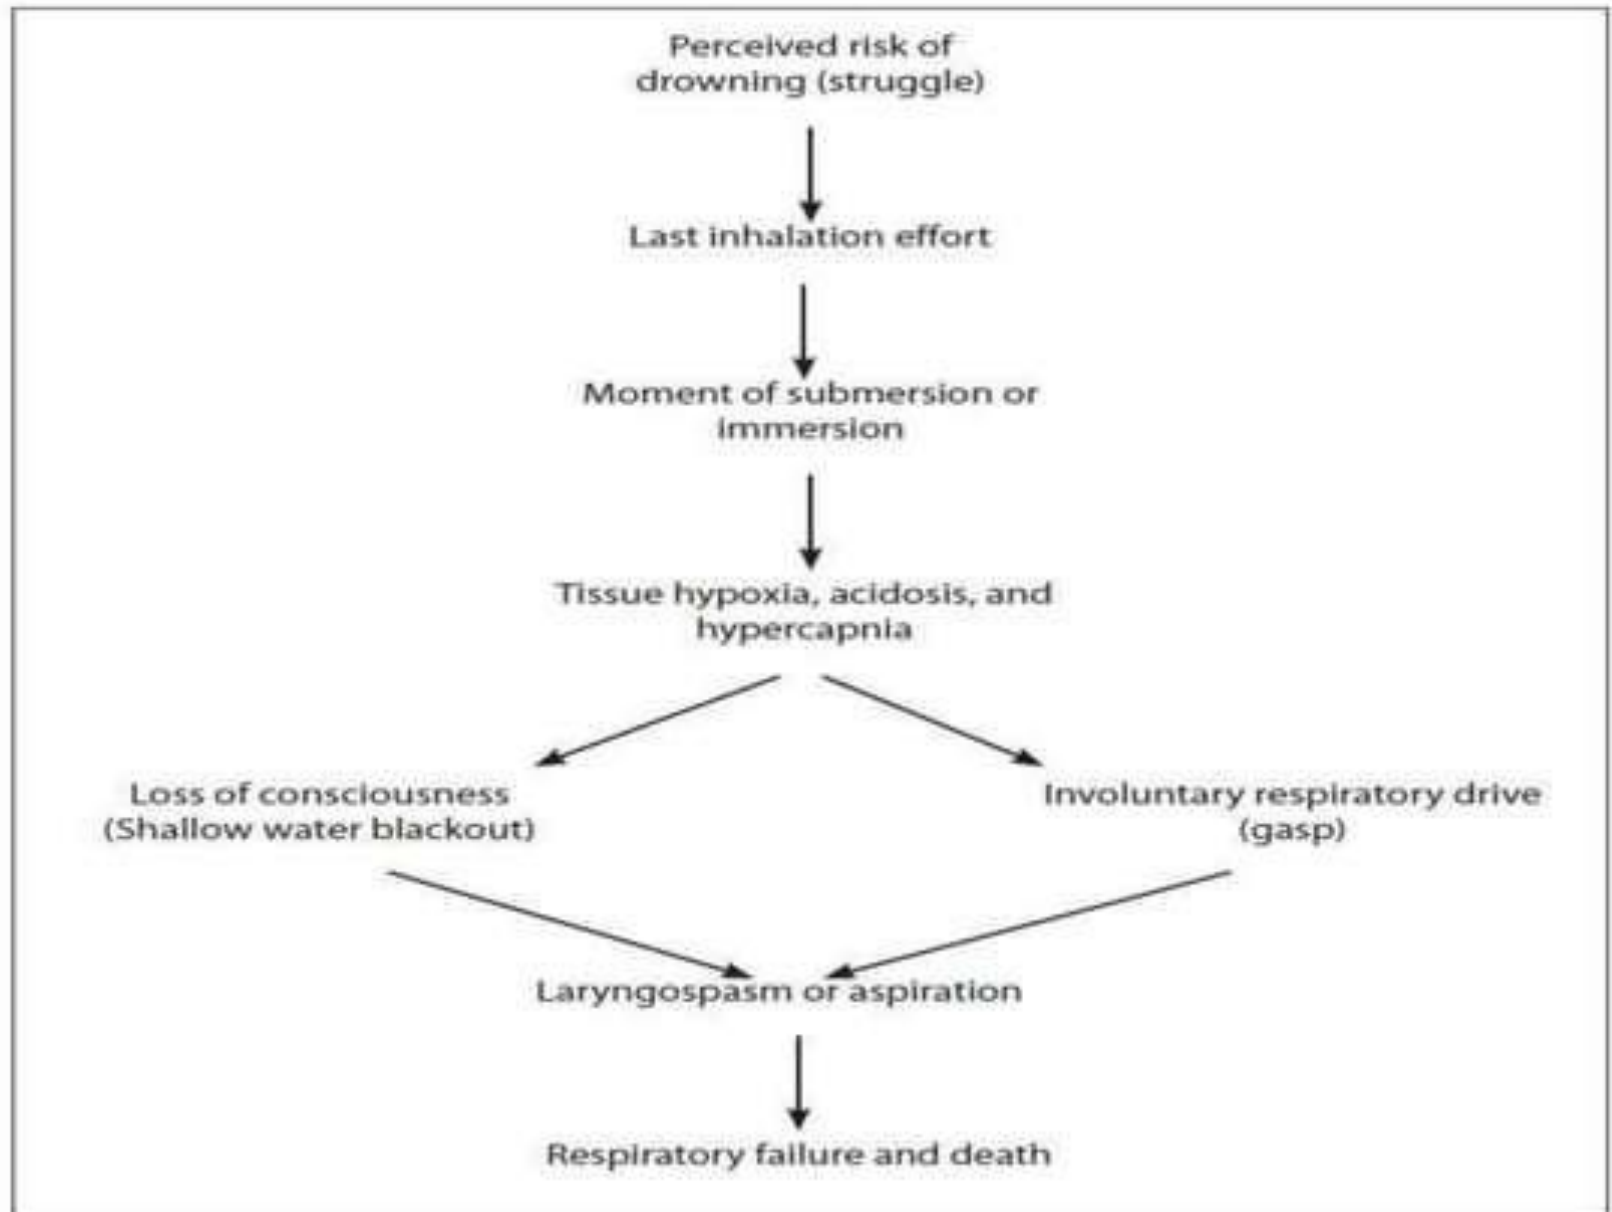 Perceived risk of
drowning (struggle)
Last inhalation effort
Moment of submersion or
immersion
Tissue hypoxia, acidosis, and
hypercapnia
Loss of consciousness
(Shallow water blackout)
Involuntary respiratory drive
(gasp)
Laryngospasm or aspiration
Respiratory failure and death